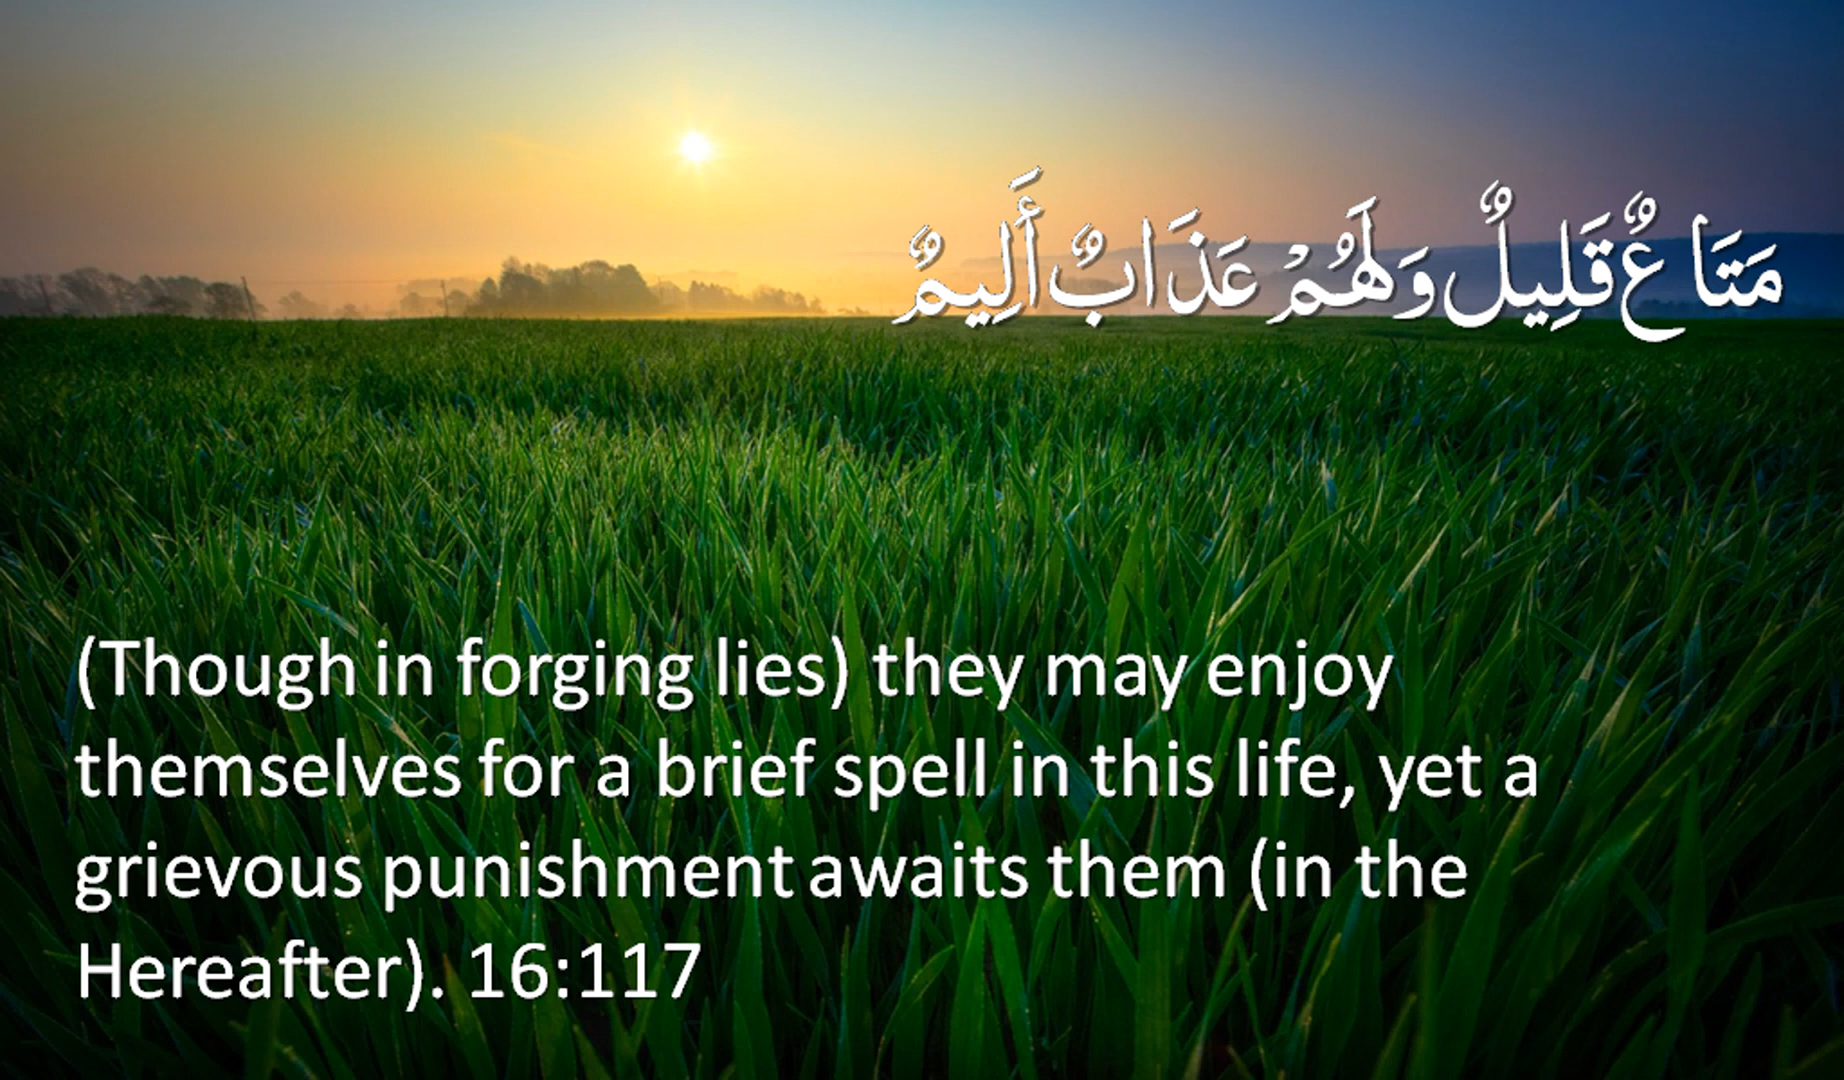 مَتَاعٌ قَلِيلٌ وَلَهُمْ عَذَابٌ أَلِيمٌ
(Though in forging lies) they may enjoy
themselves for a brief spell in this life, yet a
grievous punishment awaits them (in the
Hereafter). 16:117